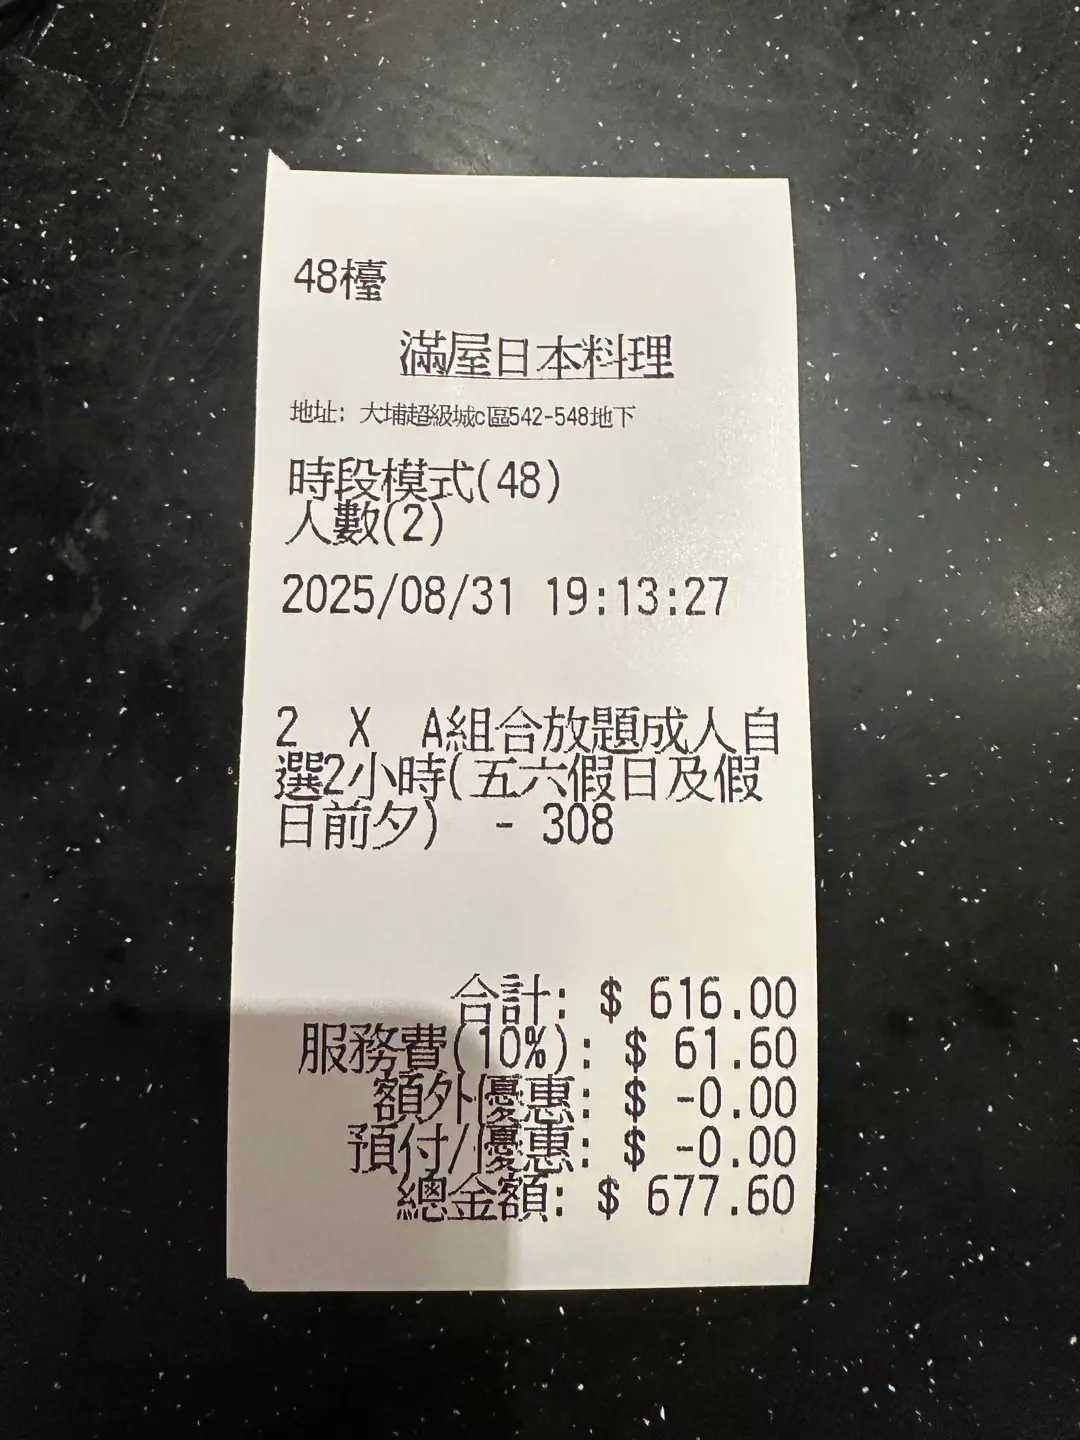 48檯
滿屋日本料理
地址: 大埔超級城c區542-548地下
時段模式(48)
人數(2)
2025/08/31 19:13:27
2 X A組合放題成人自
選2小時(五六假日及假
日前夕) - 308
合計: $ 616.00
服務費(10%): $ 61.60
額外優惠: $ -0.00
預付/優惠: $ -0.00
總金額: $ 677.60